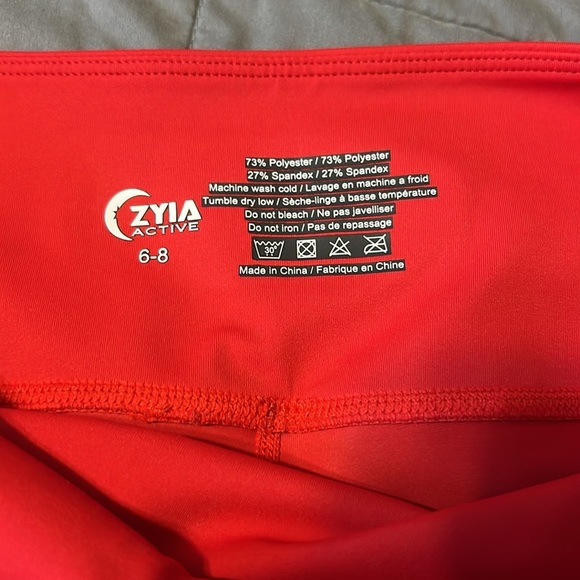 ZYIA
ACTIVE
6-8
73% Polyester / 73% Polyester
27% Spandex / 27% Spandex
Machine wash cold / Lavage en machine a froid
Tumble dry low / Sèche-linge à basse température
Do not bleach / Ne pas javelliser
Do not iron / Pas de repassage
30°
Made in China / Fabrique en Chine